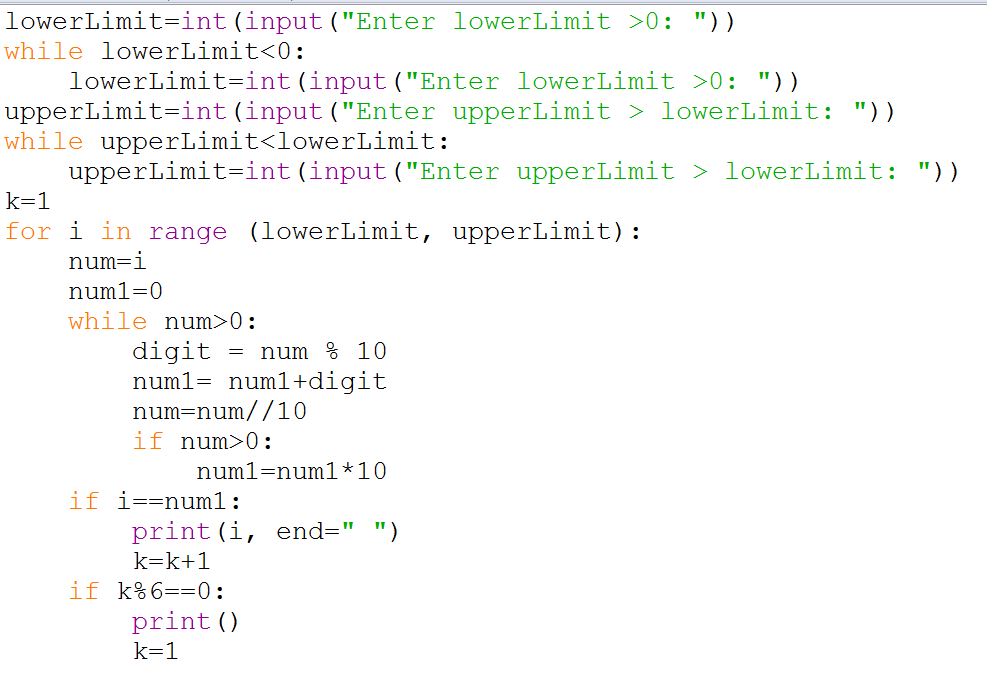 lowerLimit=int(input("Enter lowerLimit >0: "))
while lowerLimit<0:
    lowerLimit=int(input("Enter lowerLimit >0: "))
upperLimit=int(input("Enter upperLimit > lowerLimit: "))
while upperLimit<lowerLimit:
    upperLimit=int(input("Enter upperLimit > lowerLimit: "))
k=1
for i in range (lowerLimit, upperLimit):
    num=i
    num1=0
    while num>0:
        digit = num % 10
        num1= num1+digit
        num=num//10
        if num>0:
            num1=num1*10
    if i==num1:
        print(i, end=" ")
        k=k+1
    if k%6==0:
        print()
        k=1